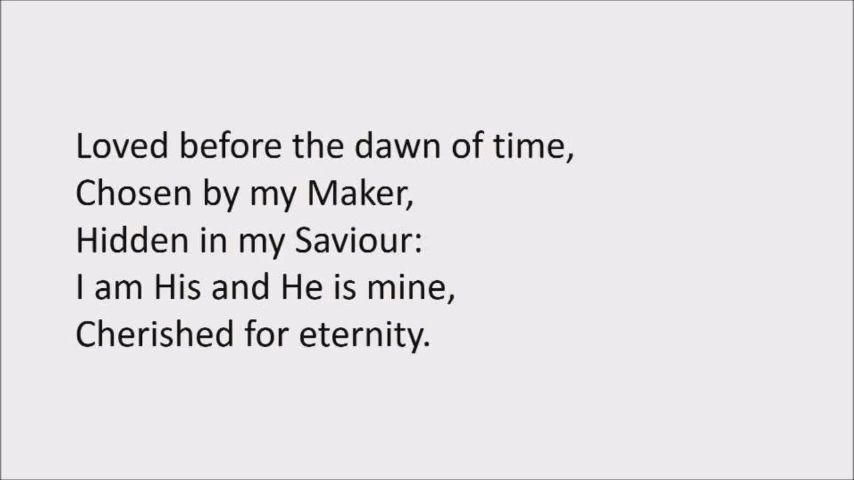 Loved before the dawn of time,
Chosen by my Maker,
Hidden in my Saviour:
I am His and He is mine,
Cherished for eternity.